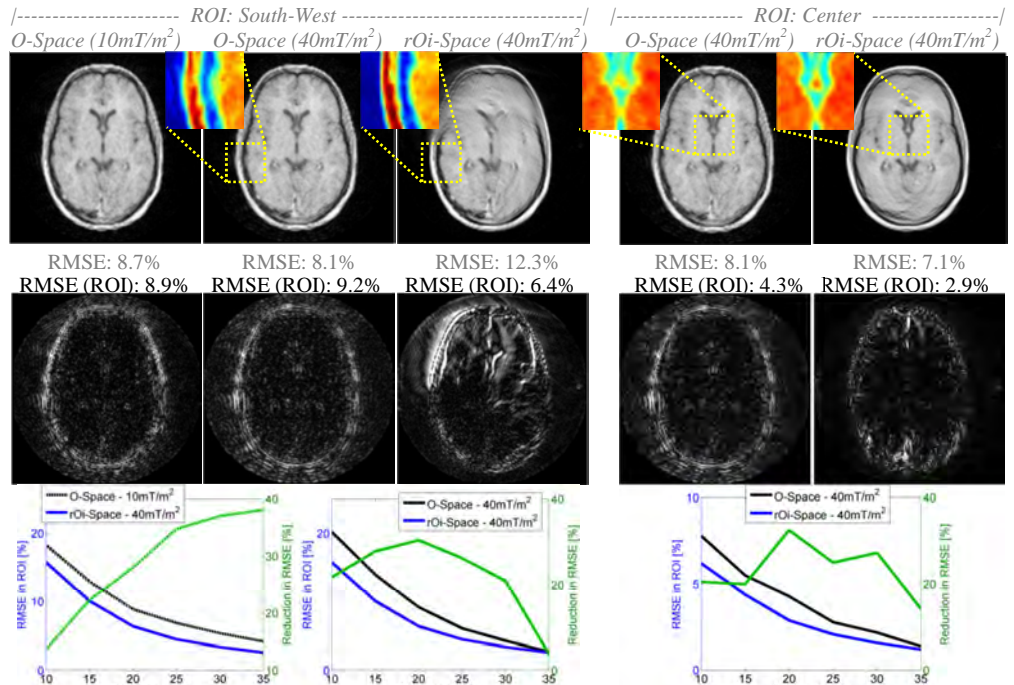 |------------------- ROI: South-West -------------------------------|
|---------------- ROI: Center ----------------|
O-Space (10mT/m²) O-Space (40mT/m²) rOi-Space (40mT/m²)
O-Space (40mT/m²) rOi-Space (40mT/m²)
RMSE: 8.7% RMSE: 8.1% RMSE: 12.3% RMSE: 8.1% RMSE: 7.1%
RMSE (ROI): 8.9% RMSE (ROI): 9.2% RMSE (ROI): 6.4% RMSE (ROI): 4.3% RMSE (ROI): 2.9%
O-Space - 10mT/m²
rOi-Space - 40mT/m²
RMSE in ROI [%]
20
10
0
10 15 20 25 30 35
40
30
20
10
Reduction in RMSE [%]
O-Space - 40mT/m²
rOi-Space - 40mT/m²
RMSE in ROI [%]
20
10
0
10 15 20 25 30 35
40
20
0
Reduction in RMSE [%]
O-Space - 40mT/m²
rOi-Space - 40mT/m²
RMSE in ROI [%]
10
5
0
10 15 20 25 30 35
40
20
0
Reduction in RMSE [%]